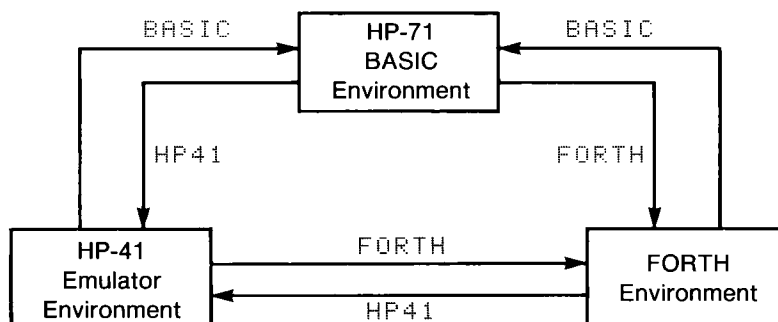 BASIC
HP-71
BASIC
Environment
BASIC
HP41
FORTH
HP-41
Emulator
Environment
FORTH
HP41
FORTH
Environment